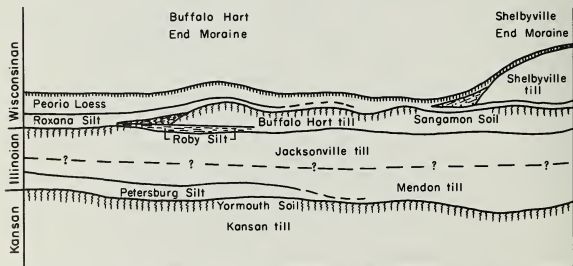 Buffalo Hart
End Moraine
Shelbyville
End Moraine
Wisconsinan
Shelbyville
till
Peorio Loess
Roxana Silt
Buffalo Hart till
Sangamon Soil
Roby Silt
Illinoian
Jacksonville till
? ? ? ? ?
Petersburg Silt
Mendon till
Yormouth Soil
Kansan
Kansan till